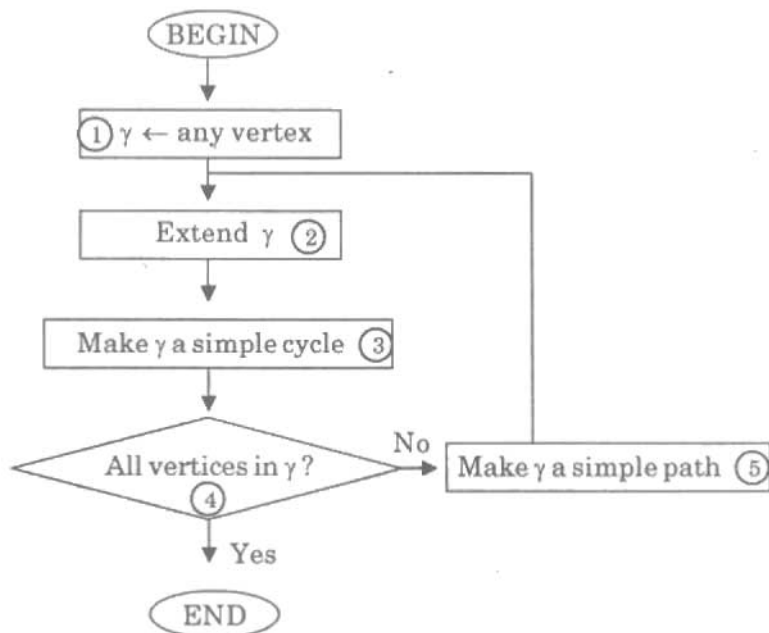 BEGIN
① γ ← any vertex
Extend γ ②
Make γ a simple cycle ③
All vertices in γ ?
④
No
Make γ a simple path ⑤
Yes
END